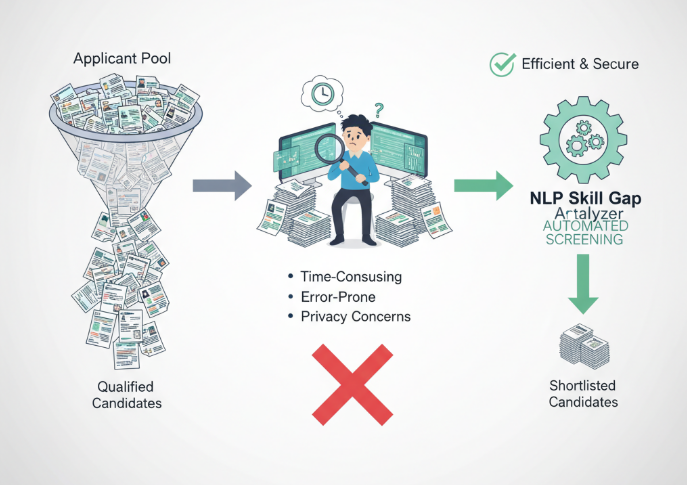 Applicant Pool
Efficient & Secure
?
NLP Skill Gap
Artalyzer
AUTOMATED
SCREENING
• Time-Consusing
• Error-Prone
• Privacy Concerns
Qualified
Candidates
Shortlisted
Candidates